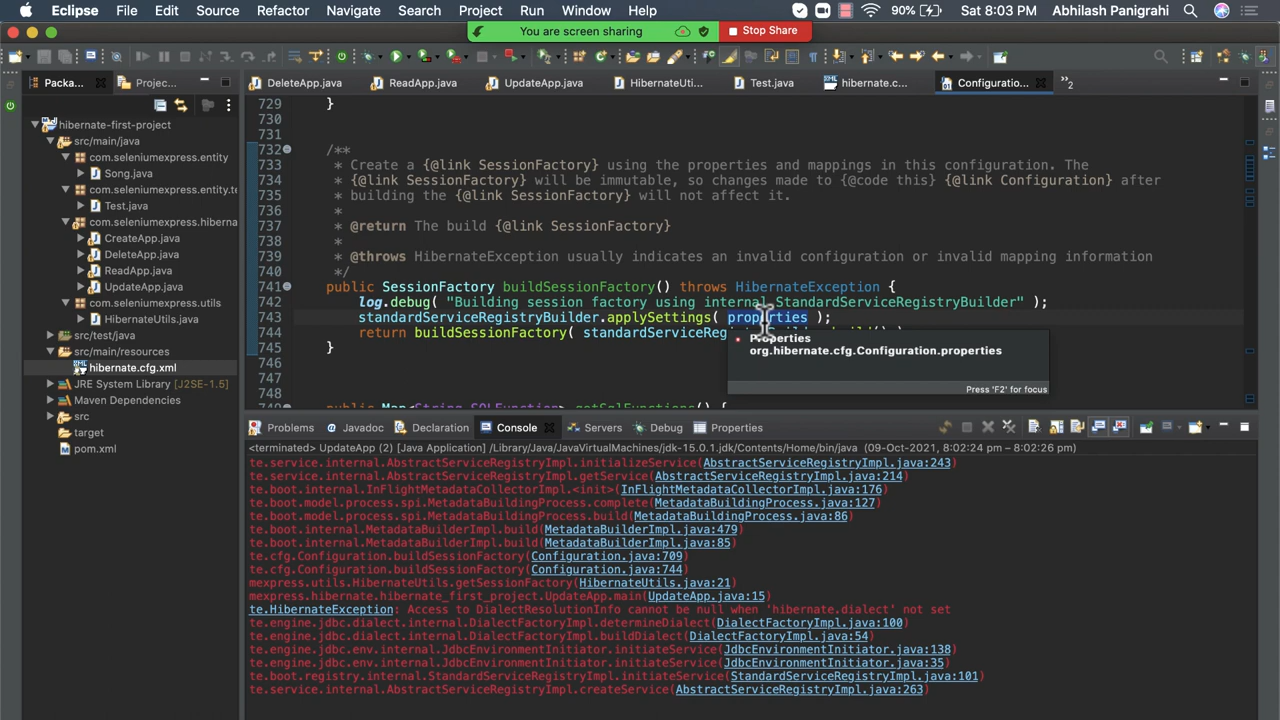 Eclipse File Edit Source Refactor Navigate Search Project Run Window Help 90% Sat 8:03 PM Abhilash Panigrahi
You are screen sharing Stop Share
Packa... Projec... DeleteApp.java ReadApp.java UpdateApp.java HibernateUti... Test.java hibernate.c... Configuratio... »2
hibernate-first-project
src/main/java
com.seleniumexpress.entity
Song.java
com.seleniumexpress.entity.te
Test.java
com.seleniumexpress.hiberna
CreateApp.java
DeleteApp.java
ReadApp.java
UpdateApp.java
com.seleniumexpress.utils
HibernateUtils.java
src/test/java
src/main/resources
hibernate.cfg.xml
JRE System Library [J2SE-1.5]
Maven Dependencies
src
target
pom.xml
729 }
730
731
732 /**
733 * Create a {@link SessionFactory} using the properties and mappings in this configuration. The
734 * {@link SessionFactory} will be immutable, so changes made to {@code this} {@link Configuration} after
735 * building the {@link SessionFactory} will not affect it.
736 *
737 * @return The build {@link SessionFactory}
738 *
739 * @throws HibernateException usually indicates an invalid configuration or invalid mapping information
740 */
741 public SessionFactory buildSessionFactory() throws HibernateException {
742 log.debug( "Building session factory using internal StandardServiceRegistryBuilder" );
743 standardServiceRegistryBuilder.applySettings( properties );
744 return buildSessionFactory( standardServiceReg
745 }
746
747
748
Properties
org.hibernate.cfg.Configuration.properties
Press 'F2' for focus
public Map<String,SQLFunction> getSqlFunctions() {
Problems Javadoc Declaration Console Servers Debug Properties
<terminated> UpdateApp (2) [Java Application] /Library/Java/JavaVirtualMachines/jdk-15.0.1.jdk/Contents/Home/bin/java (09-Oct-2021, 8:02:24 pm – 8:02:26 pm)
te.service.internal.AbstractServiceRegistryImpl.initializeService(AbstractServiceRegistryImpl.java:243)
te.service.internal.AbstractServiceRegistryImpl.getService(AbstractServiceRegistryImpl.java:214)
te.boot.internal.InFlightMetadataCollectorImpl.<init>(InFlightMetadataCollectorImpl.java:176)
te.boot.model.process.spi.MetadataBuildingProcess.complete(MetadataBuildingProcess.java:127)
te.boot.model.process.spi.MetadataBuildingProcess.build(MetadataBuildingProcess.java:86)
te.boot.internal.MetadataBuilderImpl.build(MetadataBuilderImpl.java:479)
te.boot.internal.MetadataBuilderImpl.build(MetadataBuilderImpl.java:85)
te.cfg.Configuration.buildSessionFactory(Configuration.java:709)
te.cfg.Configuration.buildSessionFactory(Configuration.java:744)
mexpress.utils.HibernateUtils.getSessionFactory(HibernateUtils.java:21)
mexpress.hibernate.hibernate_first_project.UpdateApp.main(UpdateApp.java:15)
te.HibernateException: Access to DialectResolutionInfo cannot be null when 'hibernate.dialect' not set
te.engine.jdbc.dialect.internal.DialectFactoryImpl.determineDialect(DialectFactoryImpl.java:100)
te.engine.jdbc.dialect.internal.DialectFactoryImpl.buildDialect(DialectFactoryImpl.java:54)
te.engine.jdbc.env.internal.JdbcEnvironmentInitiator.initiateService(JdbcEnvironmentInitiator.java:138)
te.engine.jdbc.env.internal.JdbcEnvironmentInitiator.initiateService(JdbcEnvironmentInitiator.java:35)
te.boot.registry.internal.StandardServiceRegistryImpl.initiateService(StandardServiceRegistryImpl.java:101)
te.service.internal.AbstractServiceRegistryImpl.createService(AbstractServiceRegistryImpl.java:263)